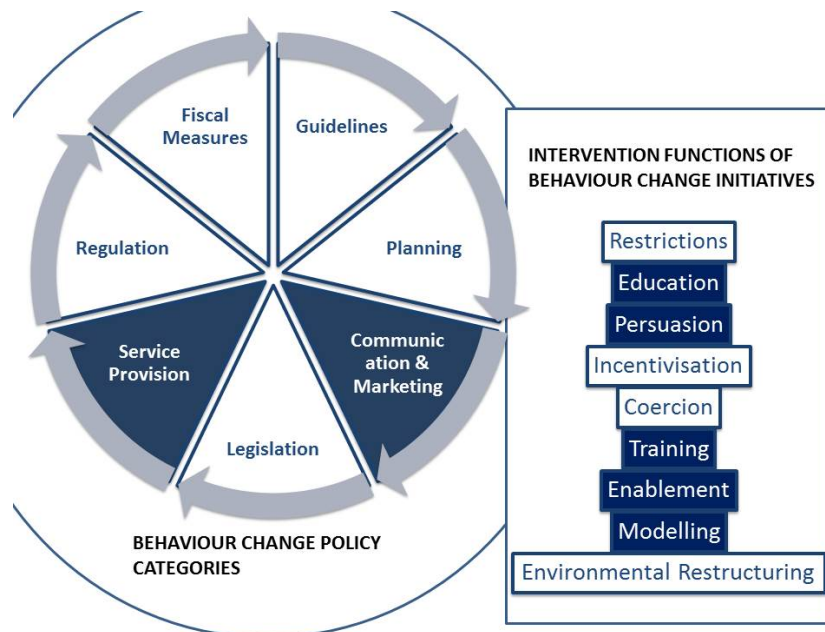 Fiscal
Measures
Guidelines
Regulation
Planning
Service
Provision
Communic
ation &
Marketing
Legislation
BEHAVIOUR CHANGE POLICY
CATEGORIES
INTERVENTION FUNCTIONS OF
BEHAVIOUR CHANGE INITIATIVES
Restrictions
Education
Persuasion
Incentivisation
Coercion
Training
Enablement
Modelling
Environmental Restructuring